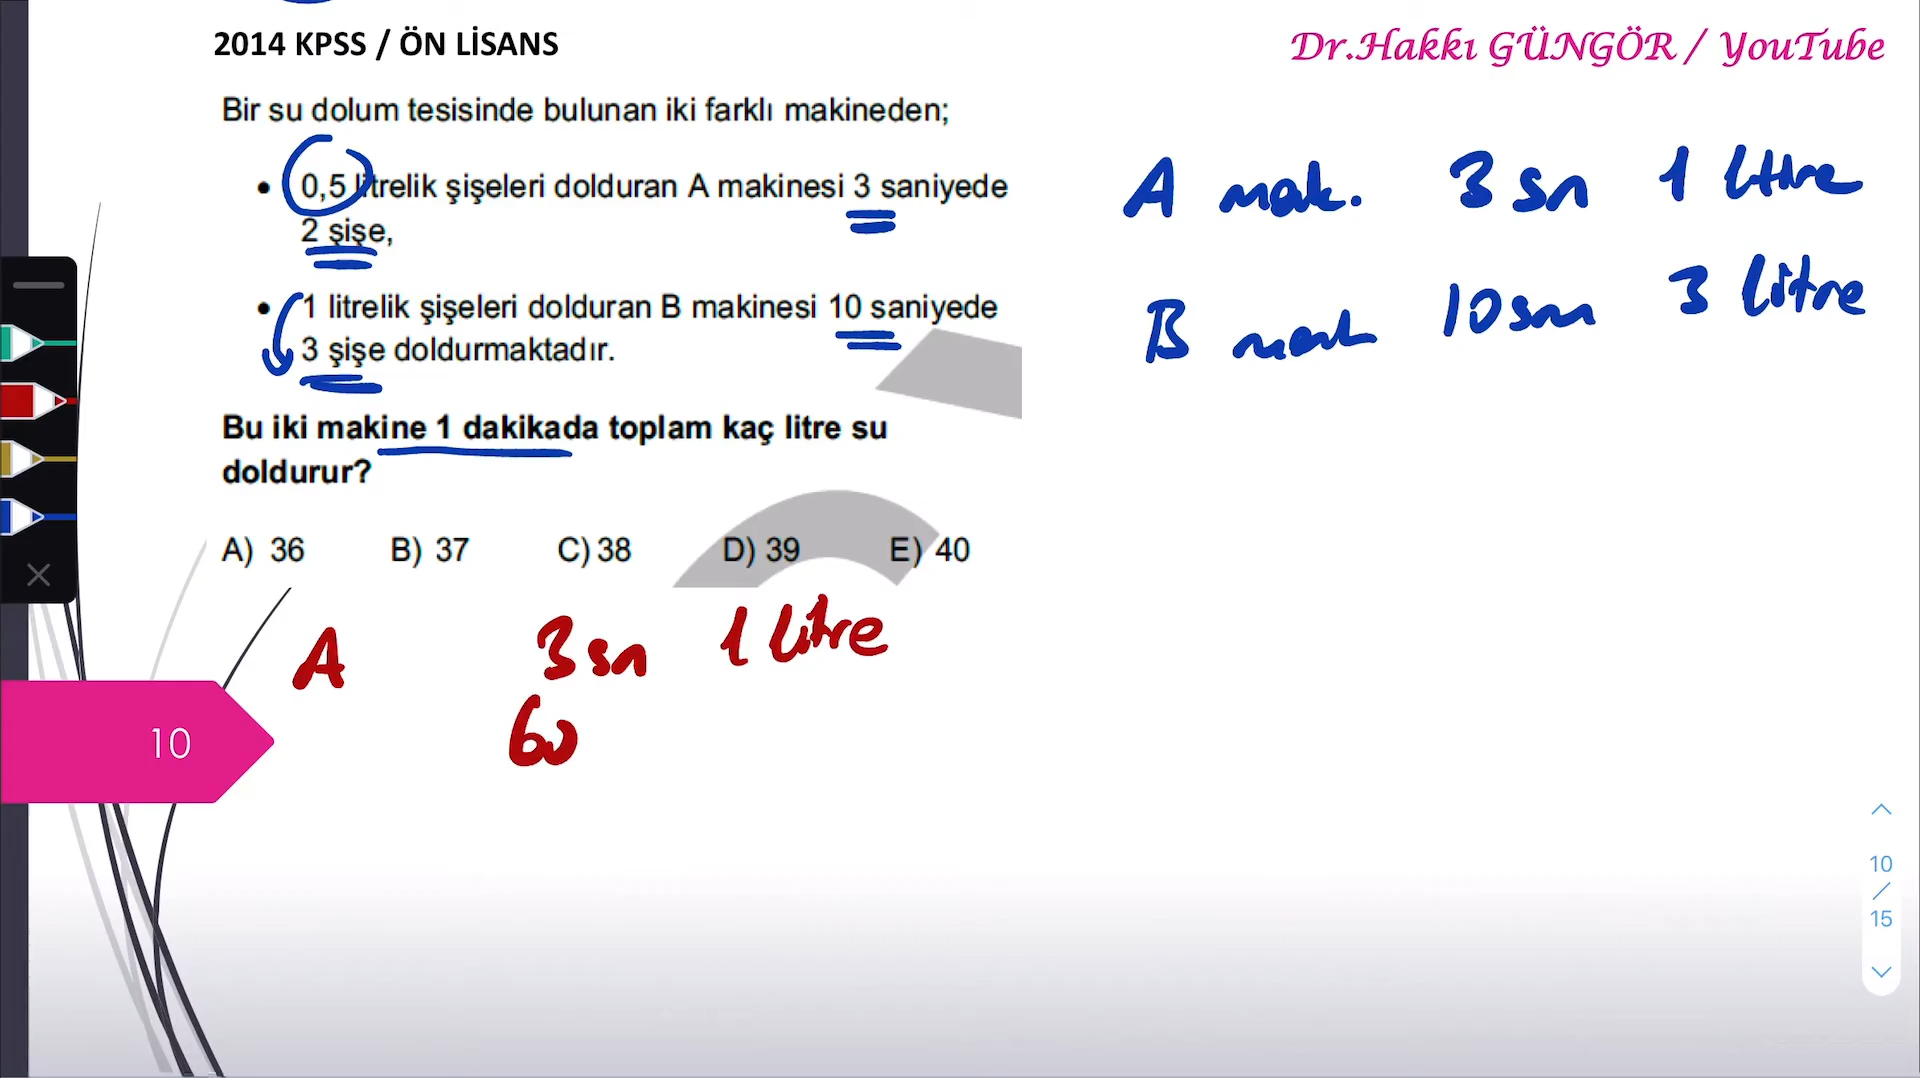 2014 KPSS / ÖN LİSANS
Dr.Hakkı GÜNGÖR / YouTube
Bir su dolum tesisinde bulunan iki farklı makineden;
• 0,5 litrelik şişeleri dolduran A makinesi 3 saniyede
2 şişe,
• 1 litrelik şişeleri dolduran B makinesi 10 saniyede
3 şişe doldurmaktadır.
Bu iki makine 1 dakikada toplam kaç litre su
doldurur?
A) 36 B) 37 C) 38 D) 39 E) 40
A mak. 3 sn 1 litre
B mak 10 sn 3 litre
A 3 sn 1 litre
60
10
10
/
15